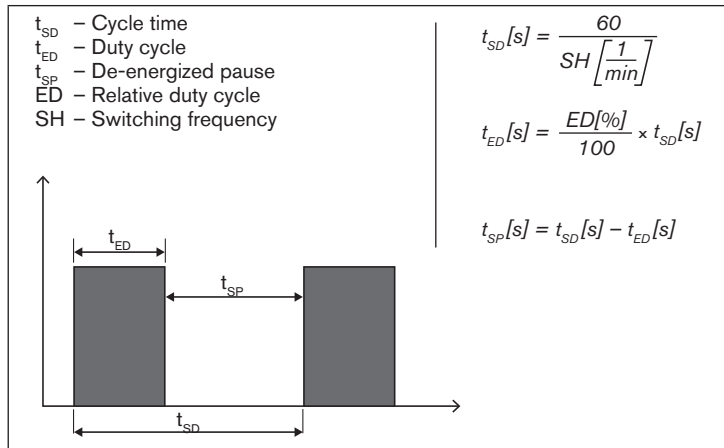 t_SD – Cycle time
t_ED – Duty cycle
t_SP – De-energized pause
ED – Relative duty cycle
SH – Switching frequency
t_SD[s] = 60 / SH [1/min]
t_ED[s] = ED[%] / 100 × t_SD[s]
t_SP[s] = t_SD[s] – t_ED[s]
t_ED
t_SP
t_SD